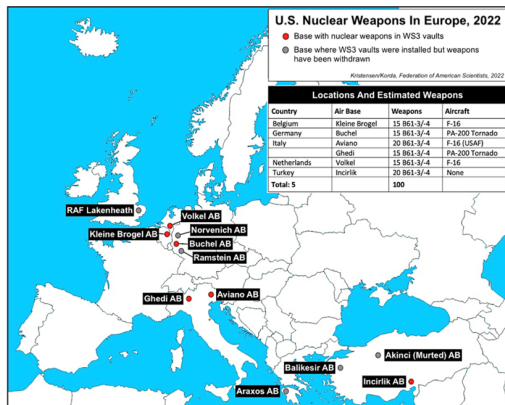 U.S. Nuclear Weapons In Europe, 2022
Base with nuclear weapons in WS3 vaults
Base where WS3 vaults were installed but weapons
have been withdrawn
Kristensen/Korda, Federation of American Scientists, 2022
Locations And Estimated Weapons
Country Air Base Weapons Aircraft
Belgium Kleine Brogel 15 B61-3/-4 F-16
Germany Buchel 15 B61-3/-4 PA-200 Tornado
Italy Aviano 20 B61-3/-4 F-16 (USAF)
Ghedi 15 B61-3/-4 PA-200 Tornado
Netherlands Volkel 15 B61-3/-4 F-16
Turkey Incirlik 20 B61-3/-4 None
Total: 5 100
RAF Lakenheath
Volkel AB
Kleine Brogel AB
Norvenich AB
Buchel AB
Ramstein AB
Ghedi AB
Aviano AB
Akinci (Murted) AB
Balikesir AB
Incirlik AB
Araxos AB